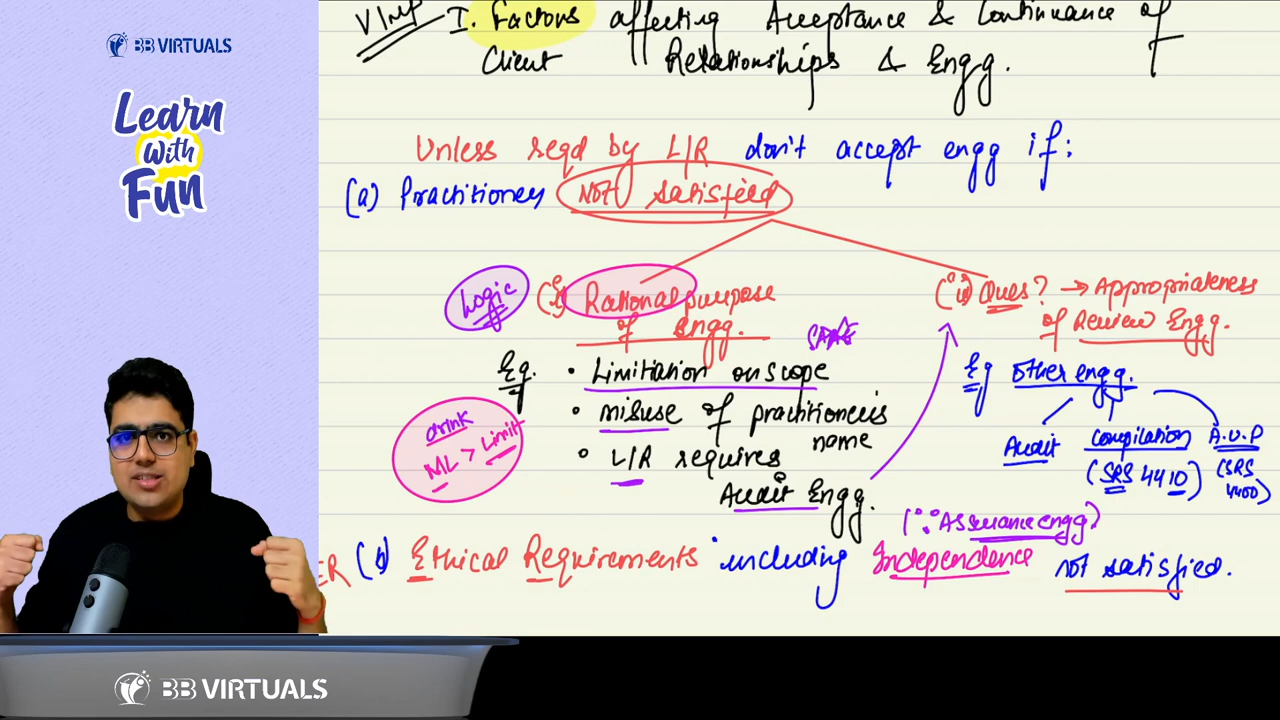 BB VIRTUALS
Learn
With
Fun
V Imp I. Factors affecting Acceptance & Continuance of
Client Relationships & Engg.
Unless reqd by L/R don't accept engg if:
(a) Practitioner Not satisfied
Logic (i) Rational purpose
of engg.
(ii) Ques? → Appropriateness
of Review Engg.
Eg. • Limitation on scope
• misuse of practitioner's
name
• L/R requires
Audit Engg.
drink
ML > Limit
Eg other engg.
Audit Compilation A.U.P
(SRS 4410) (SRS
4400)
(∵ Assurance engg)
ER (b) Ethical Requirements including Independence not satisfied.
BB VIRTUALS